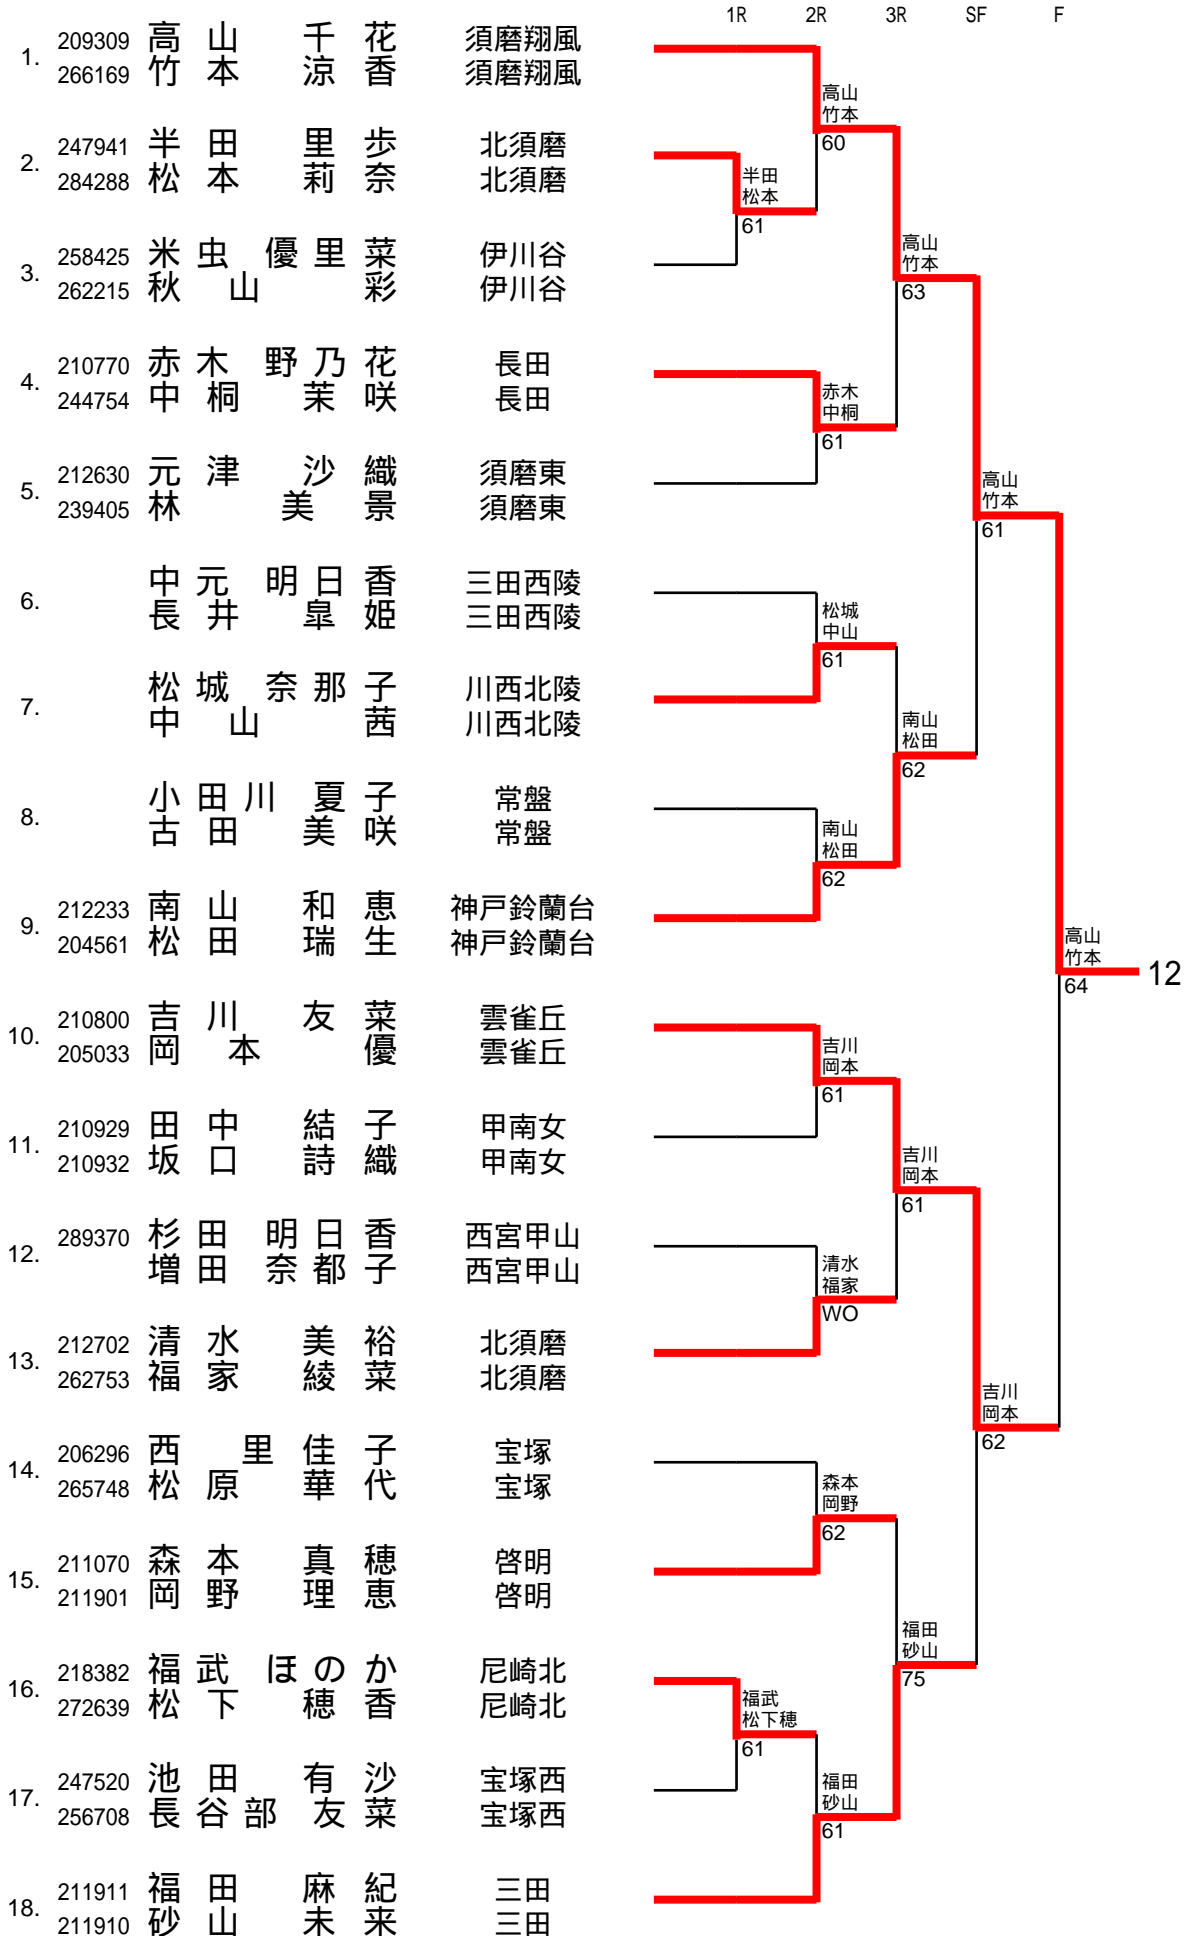 1R 2R 3R SF F
1. 209309 高山 千花 須磨翔風
266169 竹本 涼香 須磨翔風
2. 247941 半田 里歩 北須磨
284288 松本 莉奈 北須磨
3. 258425 米虫 優里菜 伊川谷
262215 秋山 彩 伊川谷
4. 210770 赤木 野乃花 長田
244754 中桐 茉咲 長田
5. 212630 元津 沙織 須磨東
239405 林 美景 須磨東
6. 中元 明日香 三田西陵
長井 皐姫 三田西陵
7. 松城 奈那子 川西北陵
中山 茜 川西北陵
8. 小田川 夏子 常盤
古田 美咲 常盤
9. 212233 南山 和恵 神戸鈴蘭台
204561 松田 瑞生 神戸鈴蘭台
10. 210800 吉川 友菜 雲雀丘
205033 岡本 優 雲雀丘
11. 210929 田中 結子 甲南女
210932 坂口 詩織 甲南女
12. 289370 杉田 明日香 西宮甲山
増田 奈都子 西宮甲山
13. 212702 清水 美裕 北須磨
262753 福家 綾菜 北須磨
14. 206296 西 里佳子 宝塚
265748 松原 華代 宝塚
15. 211070 森本 真穂 啓明
211901 岡野 理恵 啓明
16. 218382 福武 ほのか 尼崎北
272639 松下 穂香 尼崎北
17. 247520 池田 有沙 宝塚西
256708 長谷部 友菜 宝塚西
18. 211911 福田 麻紀 三田
211910 砂山 未来 三田
半田
松本
61
福武
松下穂
61
高山
竹本
60
赤木
中桐
61
松城
中山
61
南山
松田
62
吉川
岡本
61
清水
福家
WO
森本
岡野
62
福田
砂山
61
高山
竹本
63
南山
松田
62
吉川
岡本
61
福田
砂山
75
高山
竹本
61
吉川
岡本
62
高山
竹本
64
12